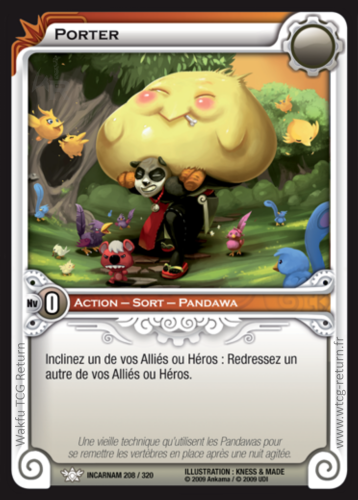 PORTER
Nv 0 ACTION – SORT – PANDAWA
Inclinez un de vos Alliés ou Héros : Redressez un
autre de vos Alliés ou Héros.
Une vieille technique qu'utilisent les Pandawas pour
se remettre les vertèbres en place après une nuit agitée.
INCARNAM 208 / 320
ILLUSTRATION : KNESS & MADE
© 2009 Ankama / © 2009 UDI
Wakfu TCG Return
www.wtcg-return.fr